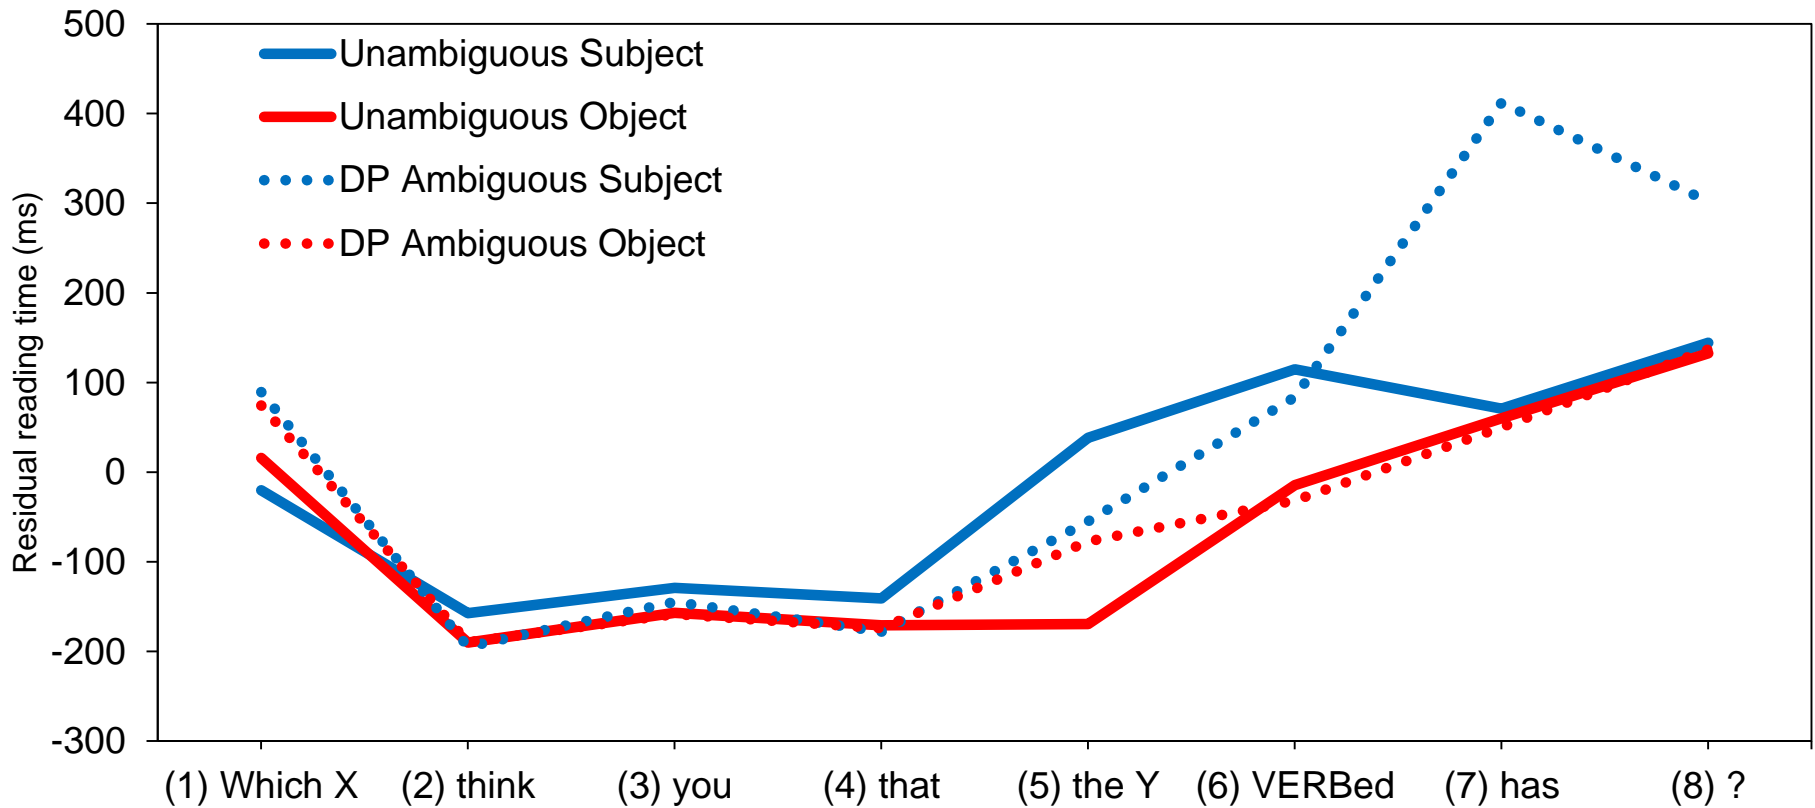 500
400
300
200
100
0
-100
-200
-300
Residual reading time (ms)
Unambiguous Subject
Unambiguous Object
DP Ambiguous Subject
DP Ambiguous Object
(1) Which X (2) think (3) you (4) that (5) the Y (6) VERBed (7) has (8) ?